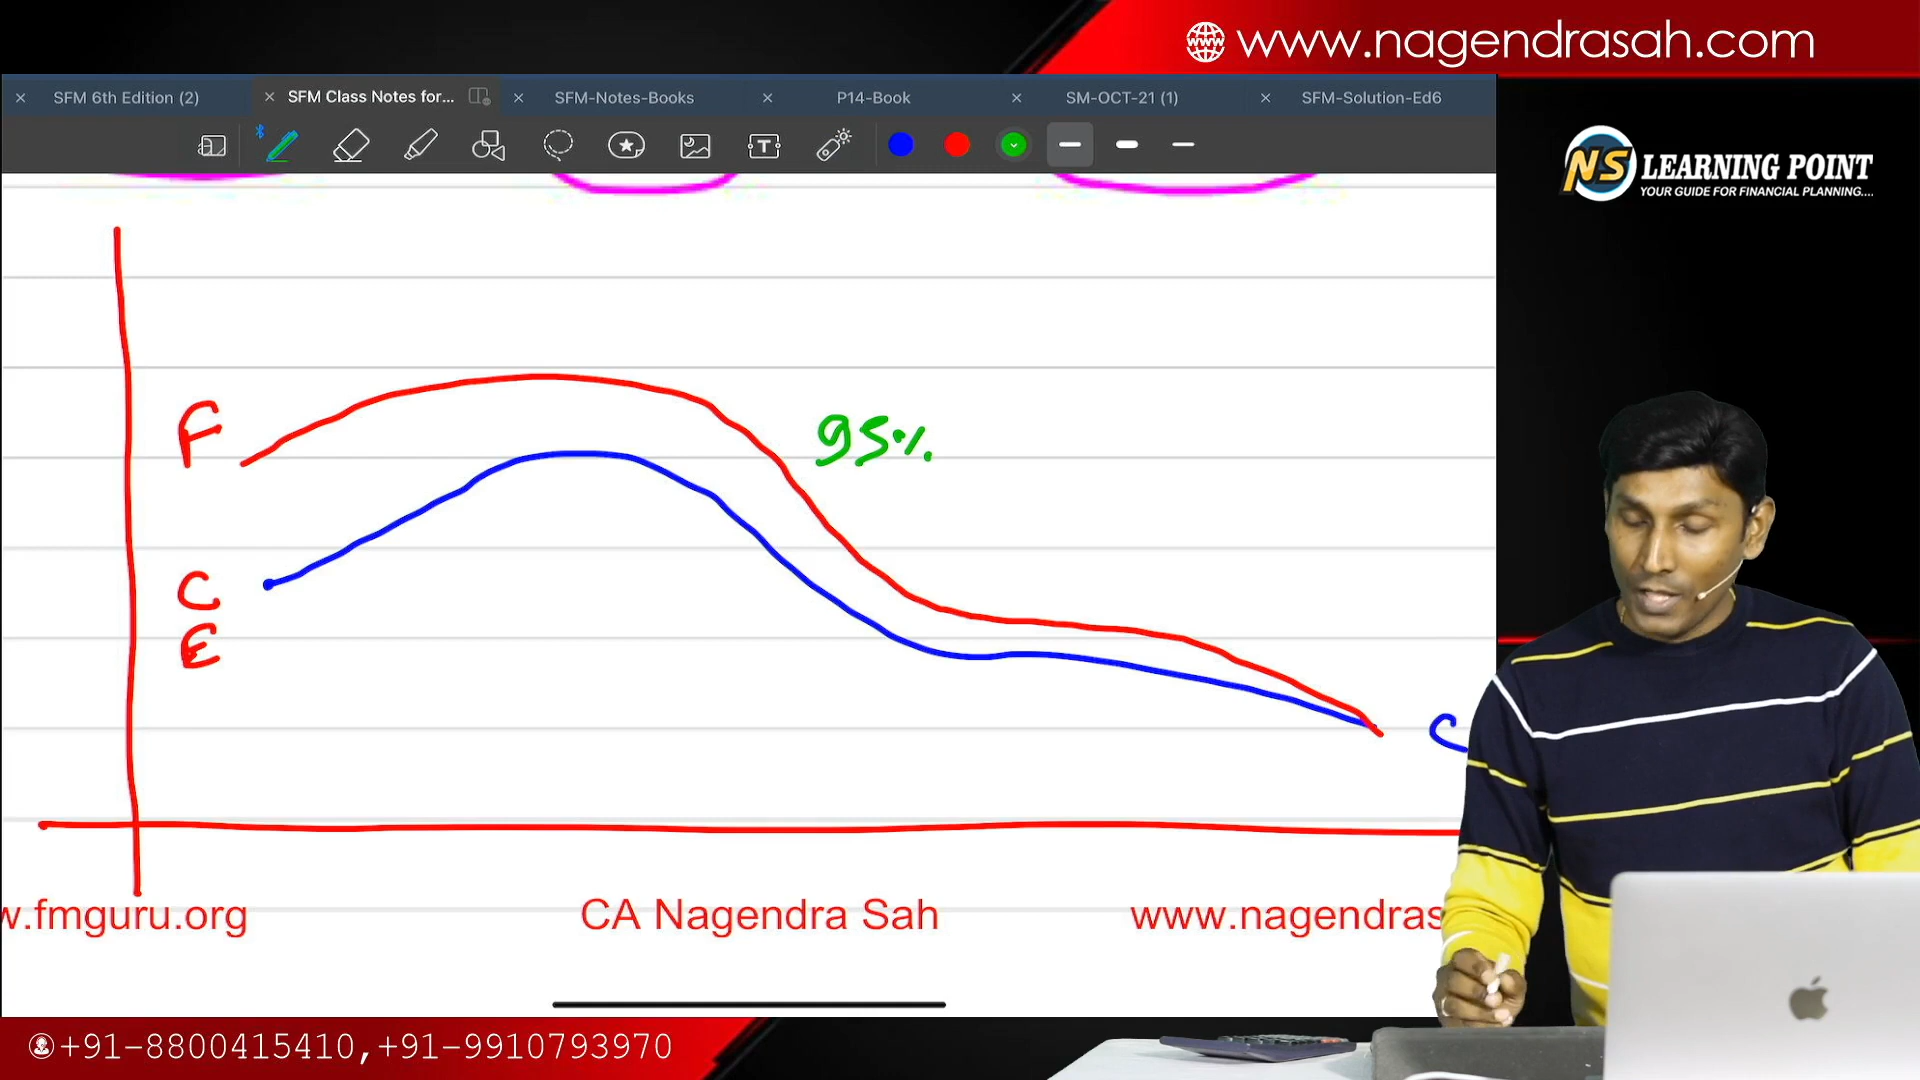 www.nagendrasah.com
SFM 6th Edition (2)
SFM Class Notes for...
SFM-Notes-Books
P14-Book
SM-OCT-21 (1)
SFM-Solution-Ed6
T
NS LEARNING POINT
YOUR GUIDE FOR FINANCIAL PLANNING....
F
95%
C
E
C
w.fmguru.org
CA Nagendra Sah
www.nagendras
+91-8800415410,+91-9910793970